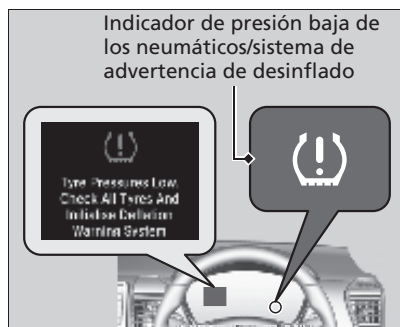 Indicador de presión baja de
los neumáticos/sistema de
advertencia de desinflado
Tyre Pressures Low.
Check All Tyres And
Initialise Deflation
Warning System